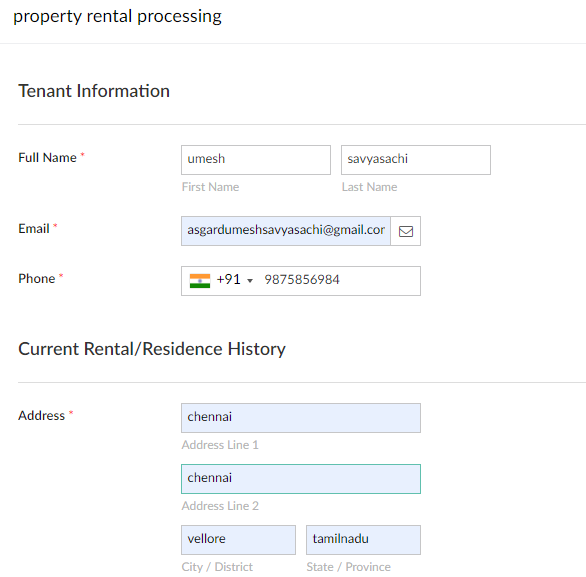 property rental processing
Tenant Information
Full Name * umesh savyasachi
First Name Last Name
Email * asgardumeshsavyasachi@gmail.cor
Phone * +91 9875856984
Current Rental/Residence History
Address * chennai
Address Line 1
chennai
Address Line 2
vellore tamilnadu
City / District State / Province